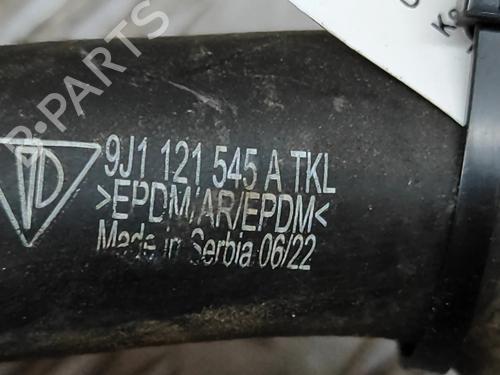 9J1 121 545 A TKL
>EPDM/AR/EPDM<
Made in Serbia 06/22
-PARTS